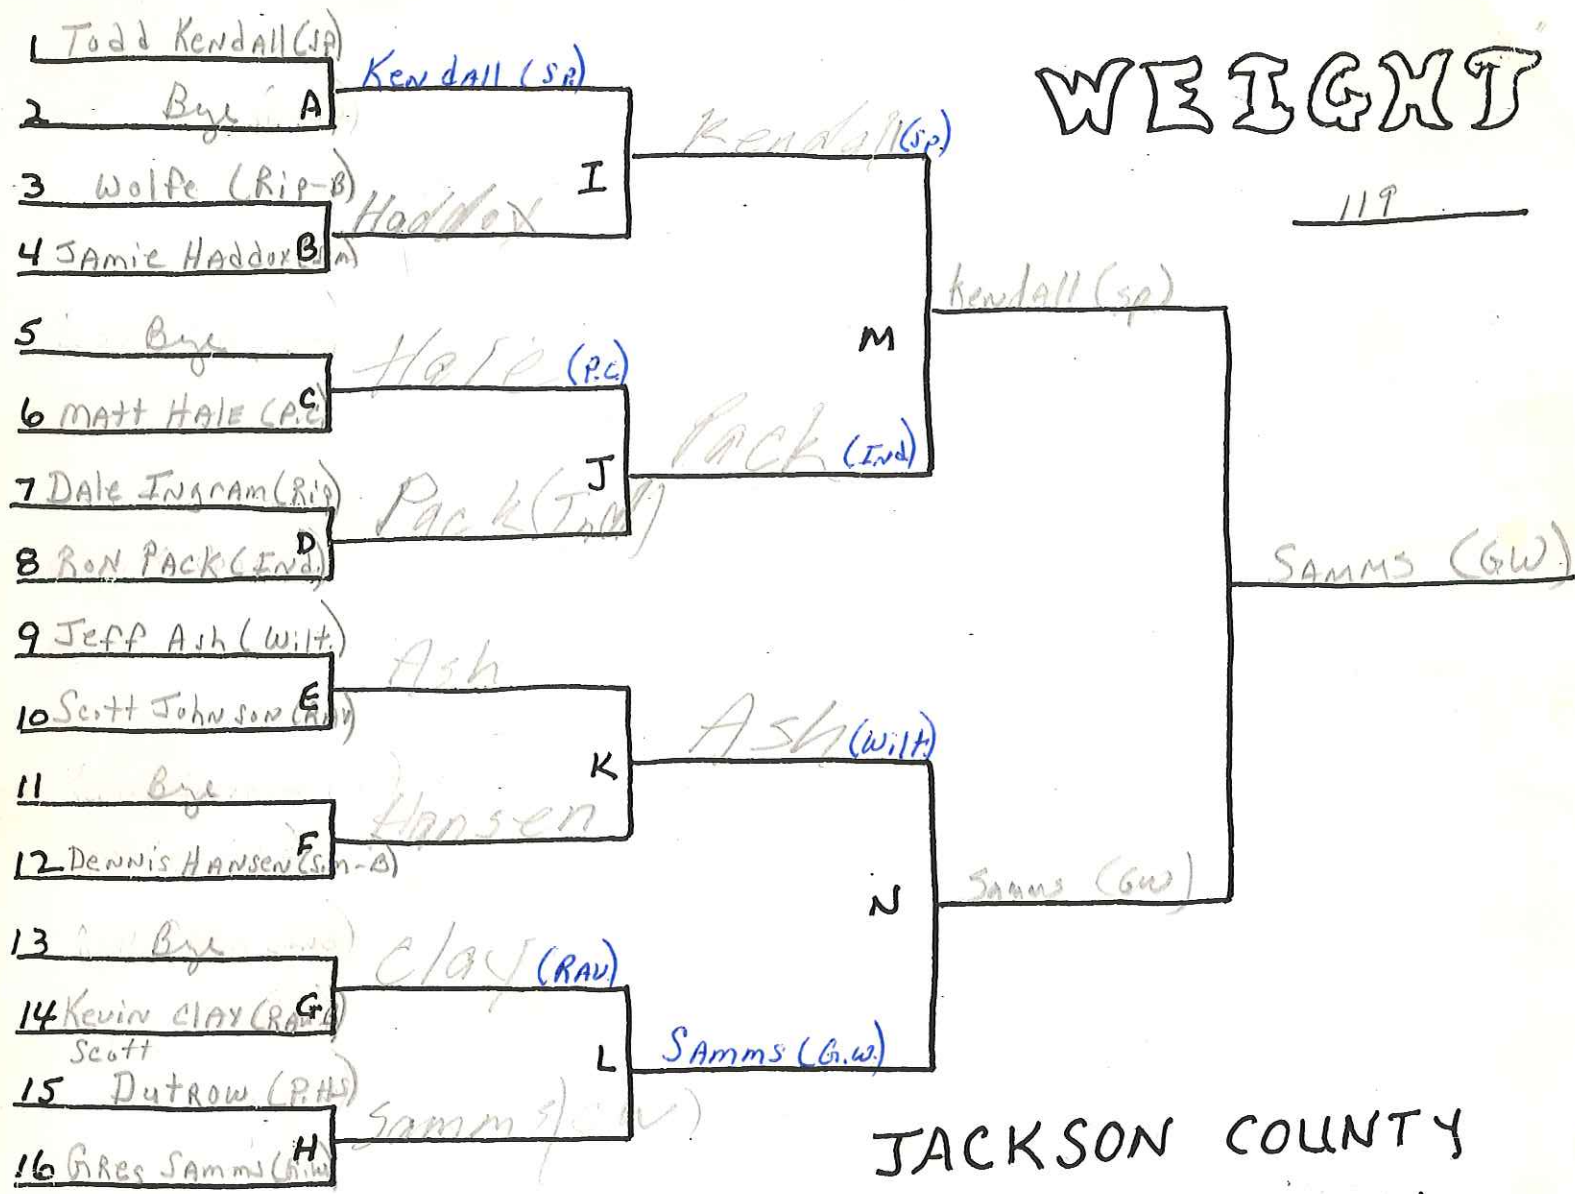 WEIGHT
119
1 Todd Kendall (SP)
2 Bye
A
Kendall (SP.)
3 Wolfe (Rip-B)
4 Jamie Haddox
B
Haddox
I
Kendall (SP.)
5 Bye
6 Matt Hale (P.C)
C
Hale (P.C.)
7 Dale Ingram (Rip)
8 Ron Pack (Ind.)
D
Pack (Ind)
J
Pack (Ind)
M
Kendall (SP)
9 Jeff Ash (Wilt.)
10 Scott Johnson
E
Ash
11 Bye
12 Dennis Hansen
F
Hansen
K
Ash (Wilt.)
13 Bye
14 Kevin Clay
G
Clay (RAV)
Scott
15 Dutrow (P.H.S)
16 Greg Samms
H
Samms
L
Samms (G.W.)
N
Samms (GW)
Samms (GW)
JACKSON COUNTY